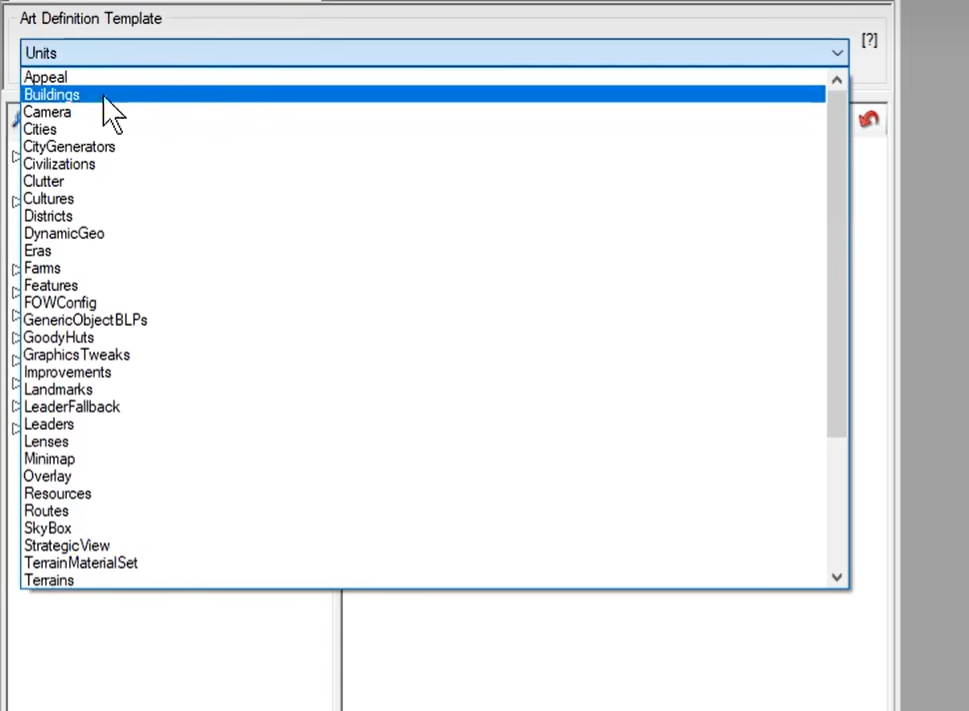 Art Definition Template
Units
[?]
Appeal
Buildings
Camera
Cities
CityGenerators
Civilizations
Clutter
Cultures
Districts
DynamicGeo
Eras
Farms
Features
FOWConfig
GenericObjectBLPs
GoodyHuts
GraphicsTweaks
Improvements
Landmarks
LeaderFallback
Leaders
Lenses
Minimap
Overlay
Resources
Routes
SkyBox
StrategicView
TerrainMaterialSet
Terrains